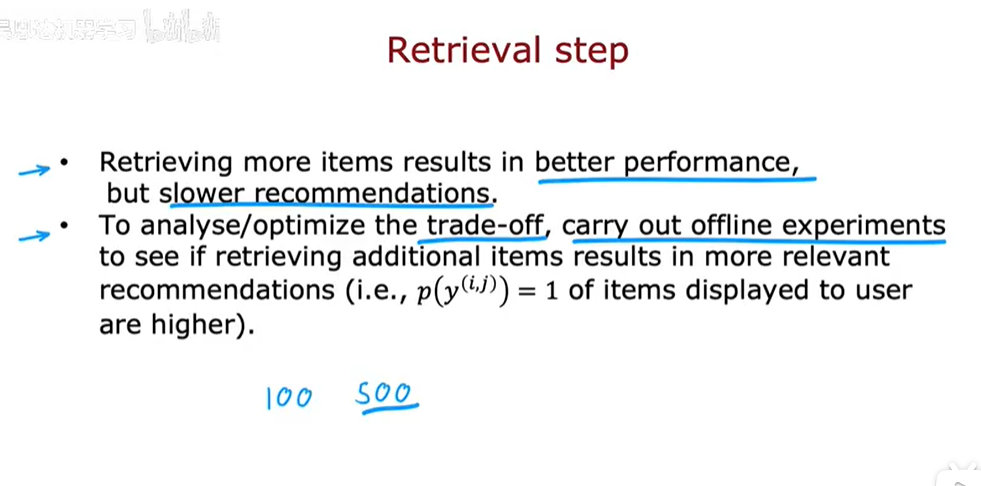 Retrieval step
→ • Retrieving more items results in better performance,
but slower recommendations.
→ • To analyse/optimize the trade-off, carry out offline experiments
to see if retrieving additional items results in more relevant
recommendations (i.e., p(y^(i,j)) = 1 of items displayed to user
are higher).
100 500